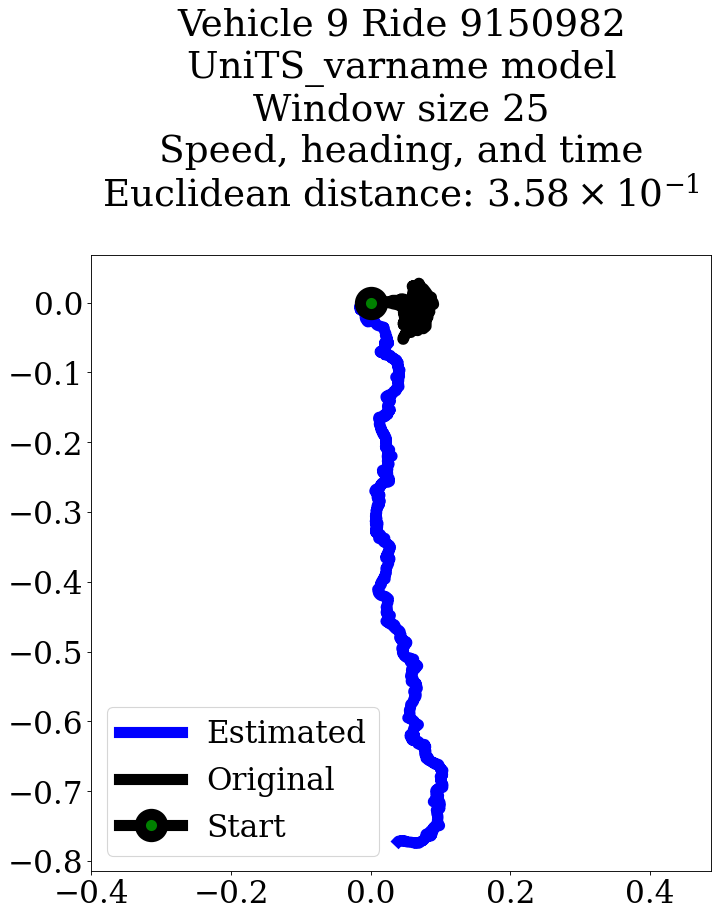 Vehicle 9 Ride 9150982
UniTS_varname model
Window size 25
Speed, heading, and time
Euclidean distance: 3.58 × 10⁻¹
0.0
−0.1
−0.2
−0.3
−0.4
−0.5
−0.6
−0.7
−0.8
Estimated
Original
Start
−0.4 −0.2 0.0 0.2 0.4